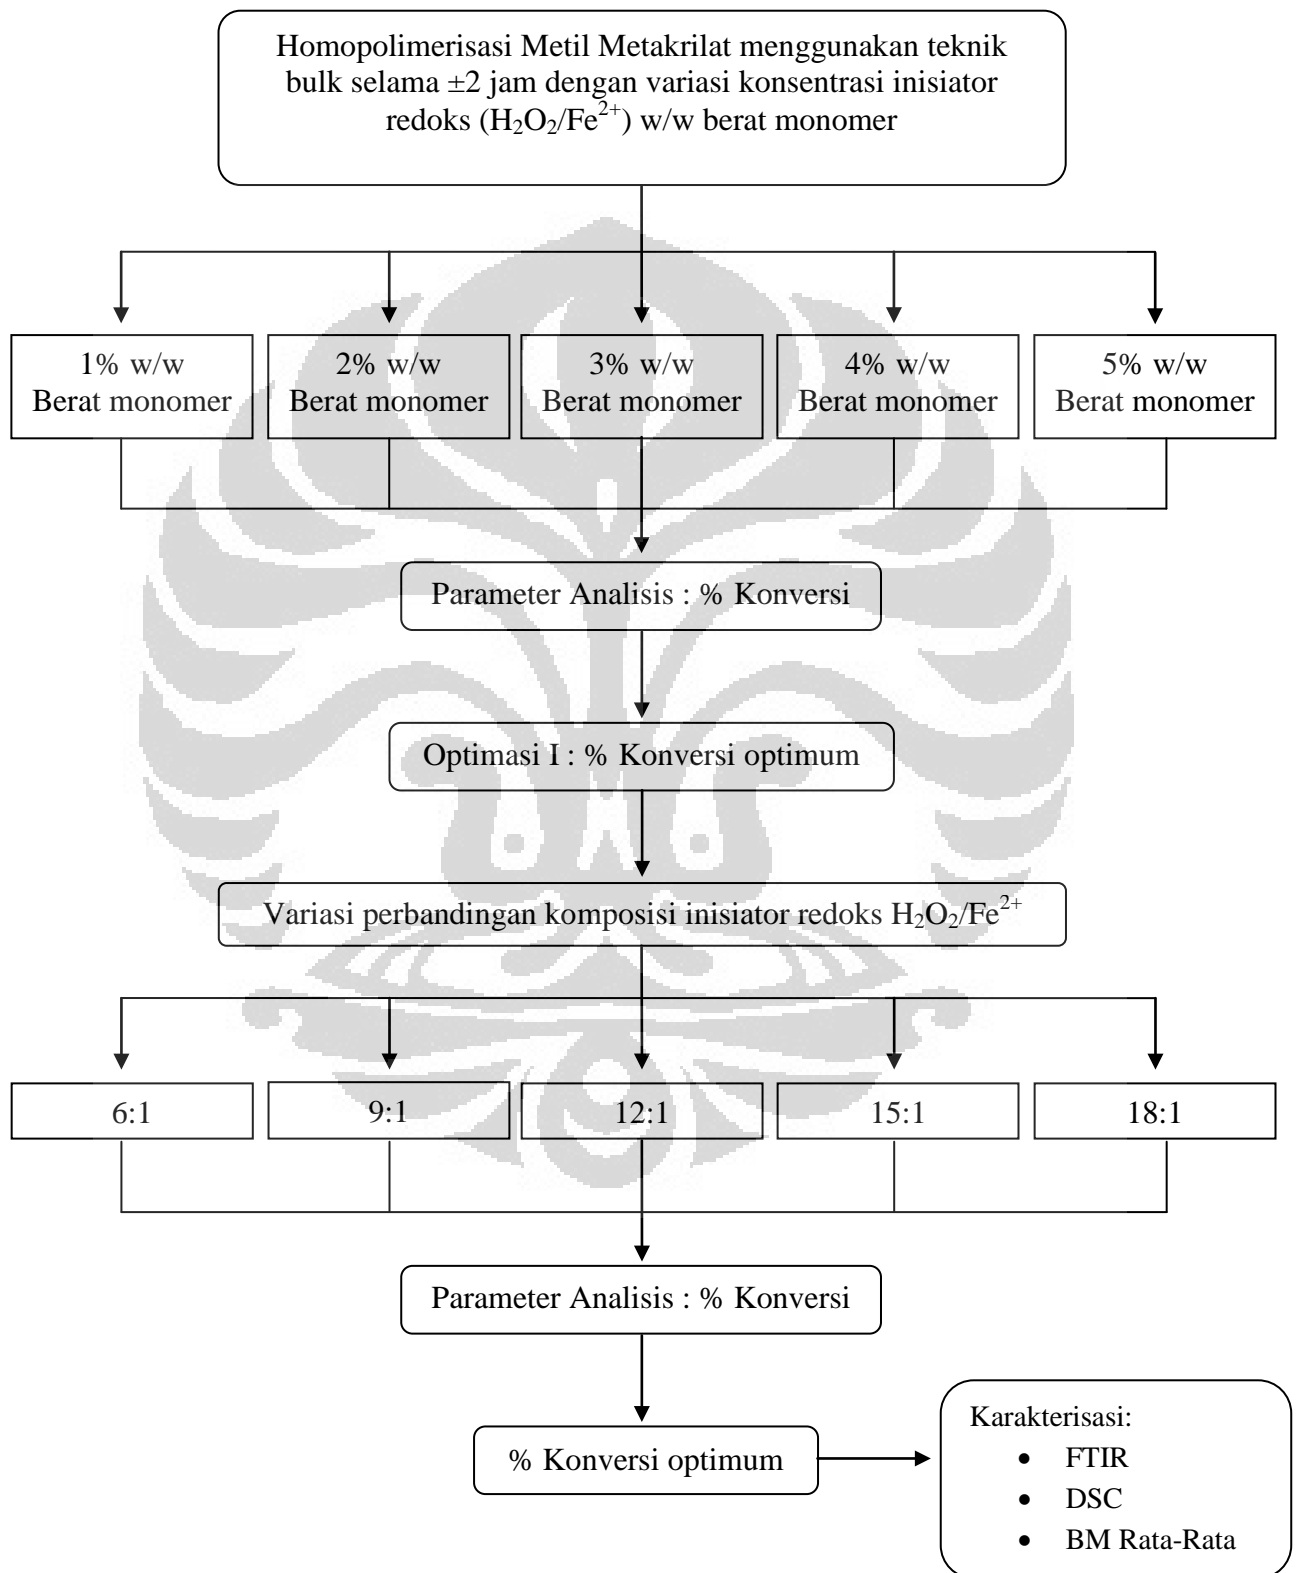 Homopolimerisasi Metil Metakrilat menggunakan teknik
bulk selama ±2 jam dengan variasi konsentrasi inisiator
redoks (H₂O₂/Fe²⁺) w/w berat monomer
1% w/w
Berat monomer
2% w/w
Berat monomer
3% w/w
Berat monomer
4% w/w
Berat monomer
5% w/w
Berat monomer
Parameter Analisis : % Konversi
Optimasi I : % Konversi optimum
Variasi perbandingan komposisi inisiator redoks H₂O₂/Fe²⁺
6:1
9:1
12:1
15:1
18:1
Parameter Analisis : % Konversi
% Konversi optimum
Karakterisasi:
• FTIR
• DSC
• BM Rata-Rata